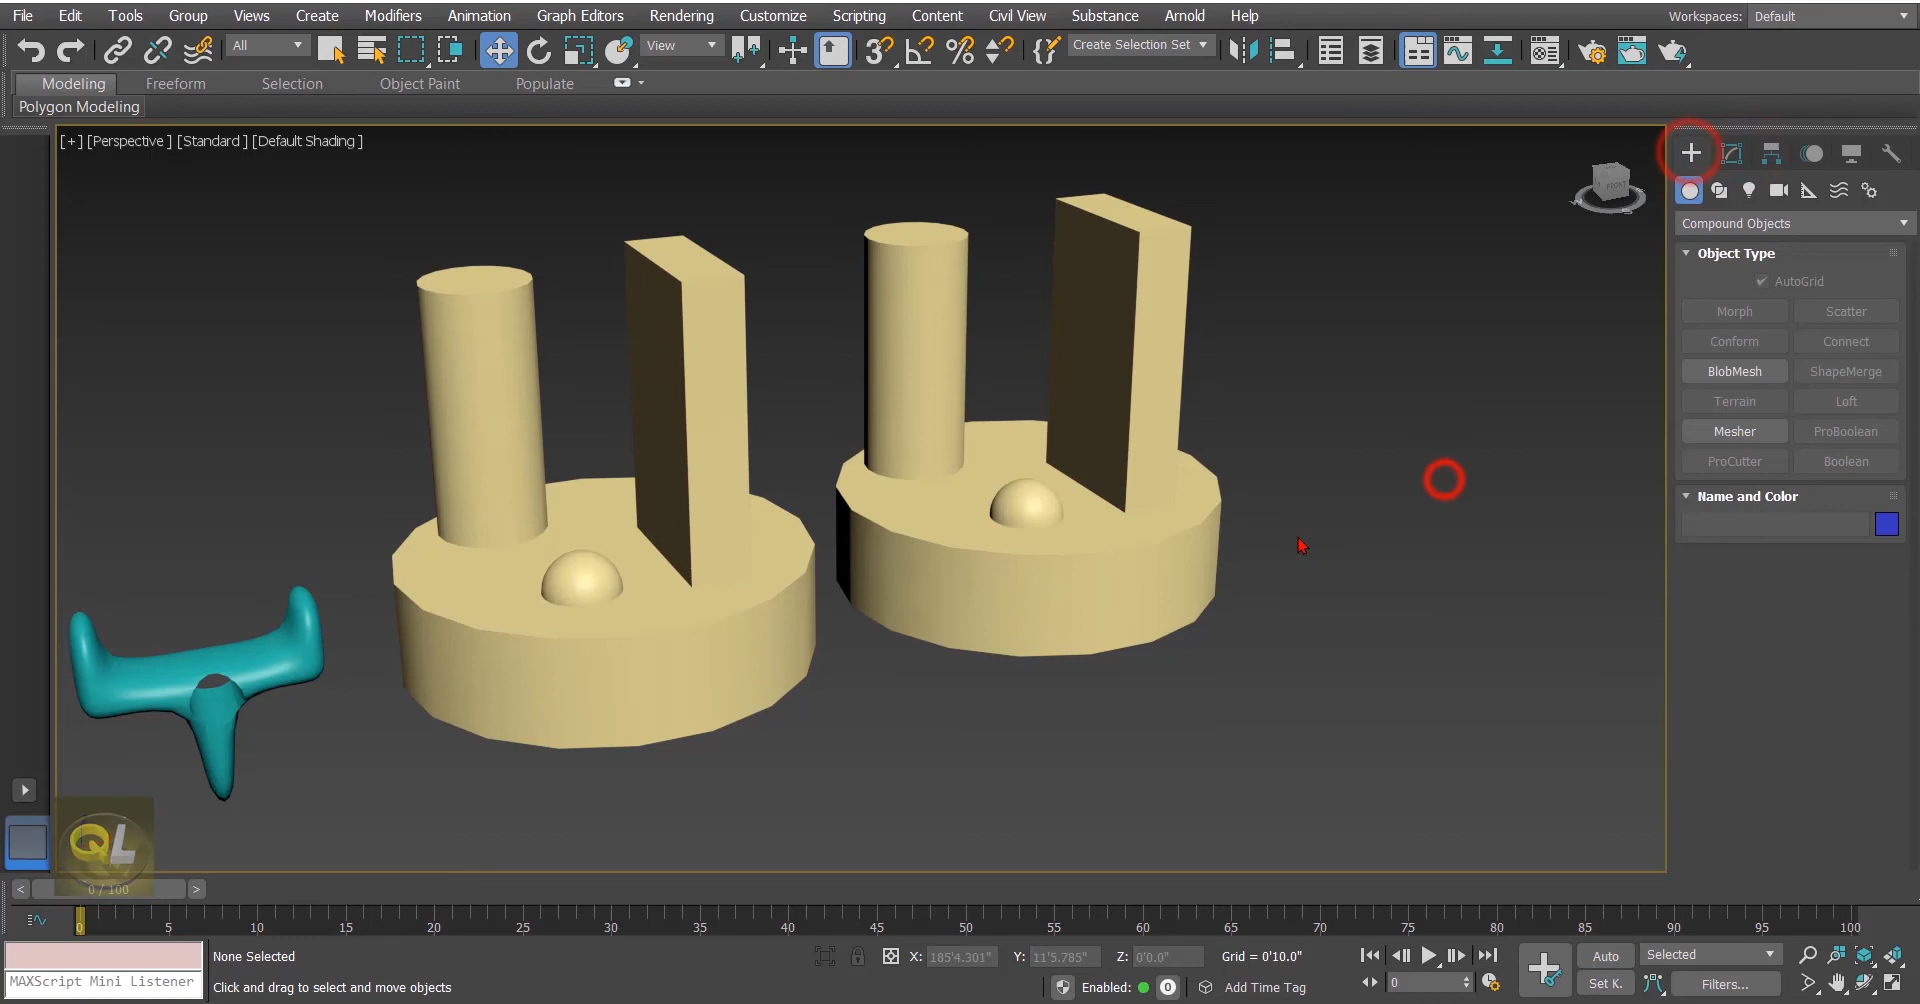 File Edit Tools Group Views Create Modifiers Animation Graph Editors Rendering Customize Scripting Content Civil View Substance Arnold Help Workspaces: Default
All View Create Selection Set
Modeling Freeform Selection Object Paint Populate
Polygon Modeling
[+] [Perspective ] [Standard ] [Default Shading ]
FRONT
W S
Compound Objects
Object Type
AutoGrid
Morph Scatter
Conform Connect
BlobMesh ShapeMerge
Terrain Loft
Mesher ProBoolean
ProCutter Boolean
Name and Color
QL
< 0 / 100 >
0 5 10 15 20 25 30 35 40 45 50 55 60 65 70 75 80 85 90 95 100
None Selected X: 185'4.301" Y: 11'5.785" Z: 0'0.0" Grid = 0'10.0" Auto Selected
MAXScript Mini Listener Click and drag to select and move objects Enabled: 0 Add Time Tag 0 Set K. Filters...